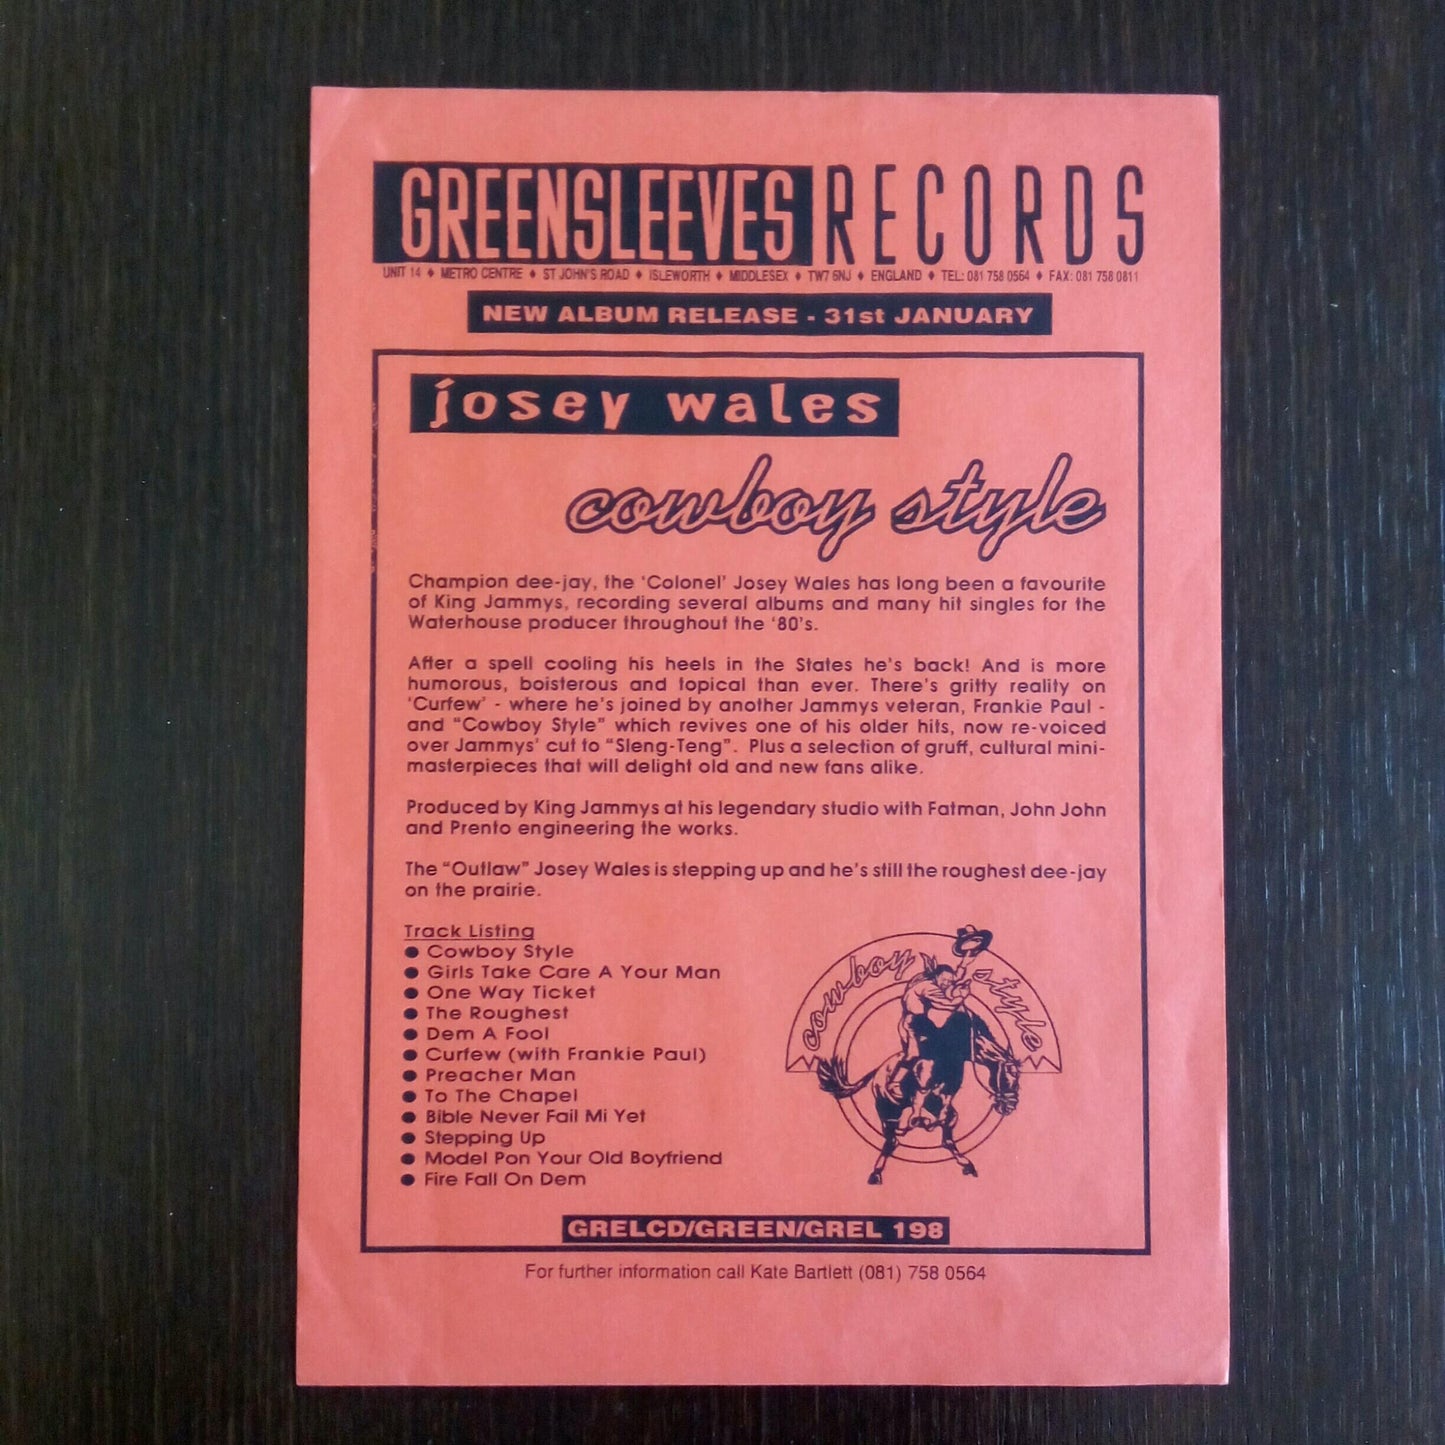 GREENSLEEVES RECORDS
UNIT 14 ♦ METRO CENTRE ♦ ST JOHN'S ROAD ♦ ISLEWORTH ♦ MIDDLESEX ♦ TW7 6NJ ♦ ENGLAND ♦ TEL: 081 758 0564 ♦ FAX: 081 758 0811
NEW ALBUM RELEASE - 31st JANUARY
josey wales
cowboy style
Champion dee-jay, the 'Colonel' Josey Wales has long been a favourite
of King Jammys, recording several albums and many hit singles for the
Waterhouse producer throughout the '80's.
After a spell cooling his heels in the States he's back! And is more
humorous, boisterous and topical than ever. There's gritty reality on
'Curfew' - where he's joined by another Jammys veteran, Frankie Paul -
and "Cowboy Style" which revives one of his older hits, now re-voiced
over Jammys' cut to "Sleng-Teng". Plus a selection of gruff, cultural mini-
masterpieces that will delight old and new fans alike.
Produced by King Jammys at his legendary studio with Fatman, John John
and Prento engineering the works.
The "Outlaw" Josey Wales is stepping up and he's still the roughest dee-jay
on the prairie.
Track Listing
● Cowboy Style
● Girls Take Care A Your Man
● One Way Ticket
● The Roughest
● Dem A Fool
● Curfew (with Frankie Paul)
● Preacher Man
● To The Chapel
● Bible Never Fail Mi Yet
● Stepping Up
● Model Pon Your Old Boyfriend
● Fire Fall On Dem
cowboy style
GRELCD/GREEN/GREL 198
For further information call Kate Bartlett (081) 758 0564